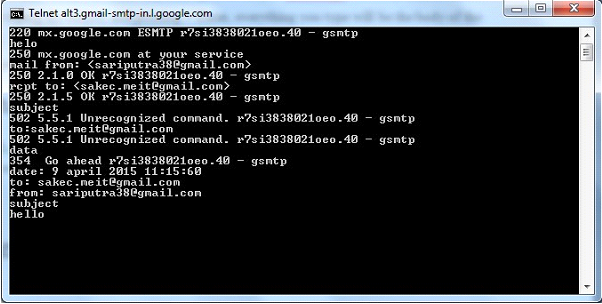 Telnet alt3.gmail-smtp-in.l.google.com
220 mx.google.com ESMTP r7si3838021oeo.40 - gsmtp
helo
250 mx.google.com at your service
mail from: <sariputra38@gmail.com>
250 2.1.0 OK r7si3838021oeo.40 - gsmtp
rcpt to: <sakec.meit@gmail.com>
250 2.1.5 OK r7si3838021oeo.40 - gsmtp
subject
502 5.5.1 Unrecognized command. r7si3838021oeo.40 - gsmtp
to:sakec.meit@gmail.com
502 5.5.1 Unrecognized command. r7si3838021oeo.40 - gsmtp
data
354  Go ahead r7si3838021oeo.40 - gsmtp
date: 9 april 2015 11:15:60
to: sakec.meit@gmail.com
from: sariputra38@gmail.com
subject
hello